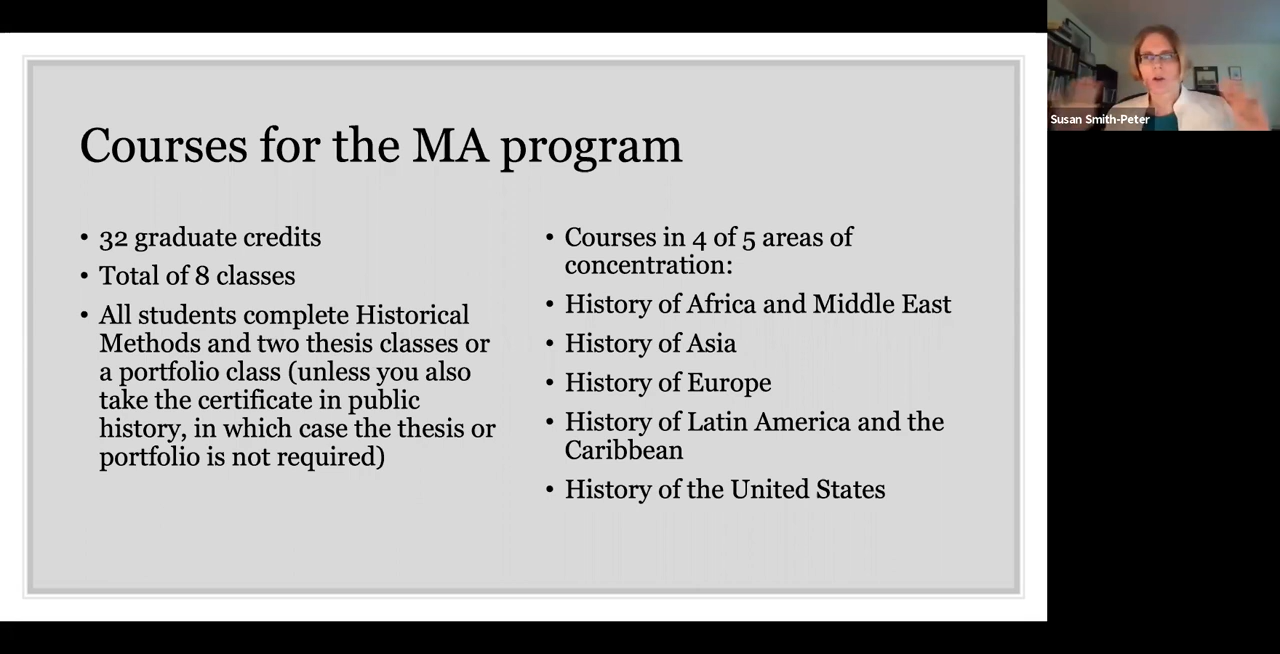 Courses for the MA program
• 32 graduate credits
• Total of 8 classes
• All students complete Historical
Methods and two thesis classes or
a portfolio class (unless you also
take the certificate in public
history, in which case the thesis or
portfolio is not required)
• Courses in 4 of 5 areas of
concentration:
• History of Africa and Middle East
• History of Asia
• History of Europe
• History of Latin America and the
Caribbean
• History of the United States
Susan Smith-Peter